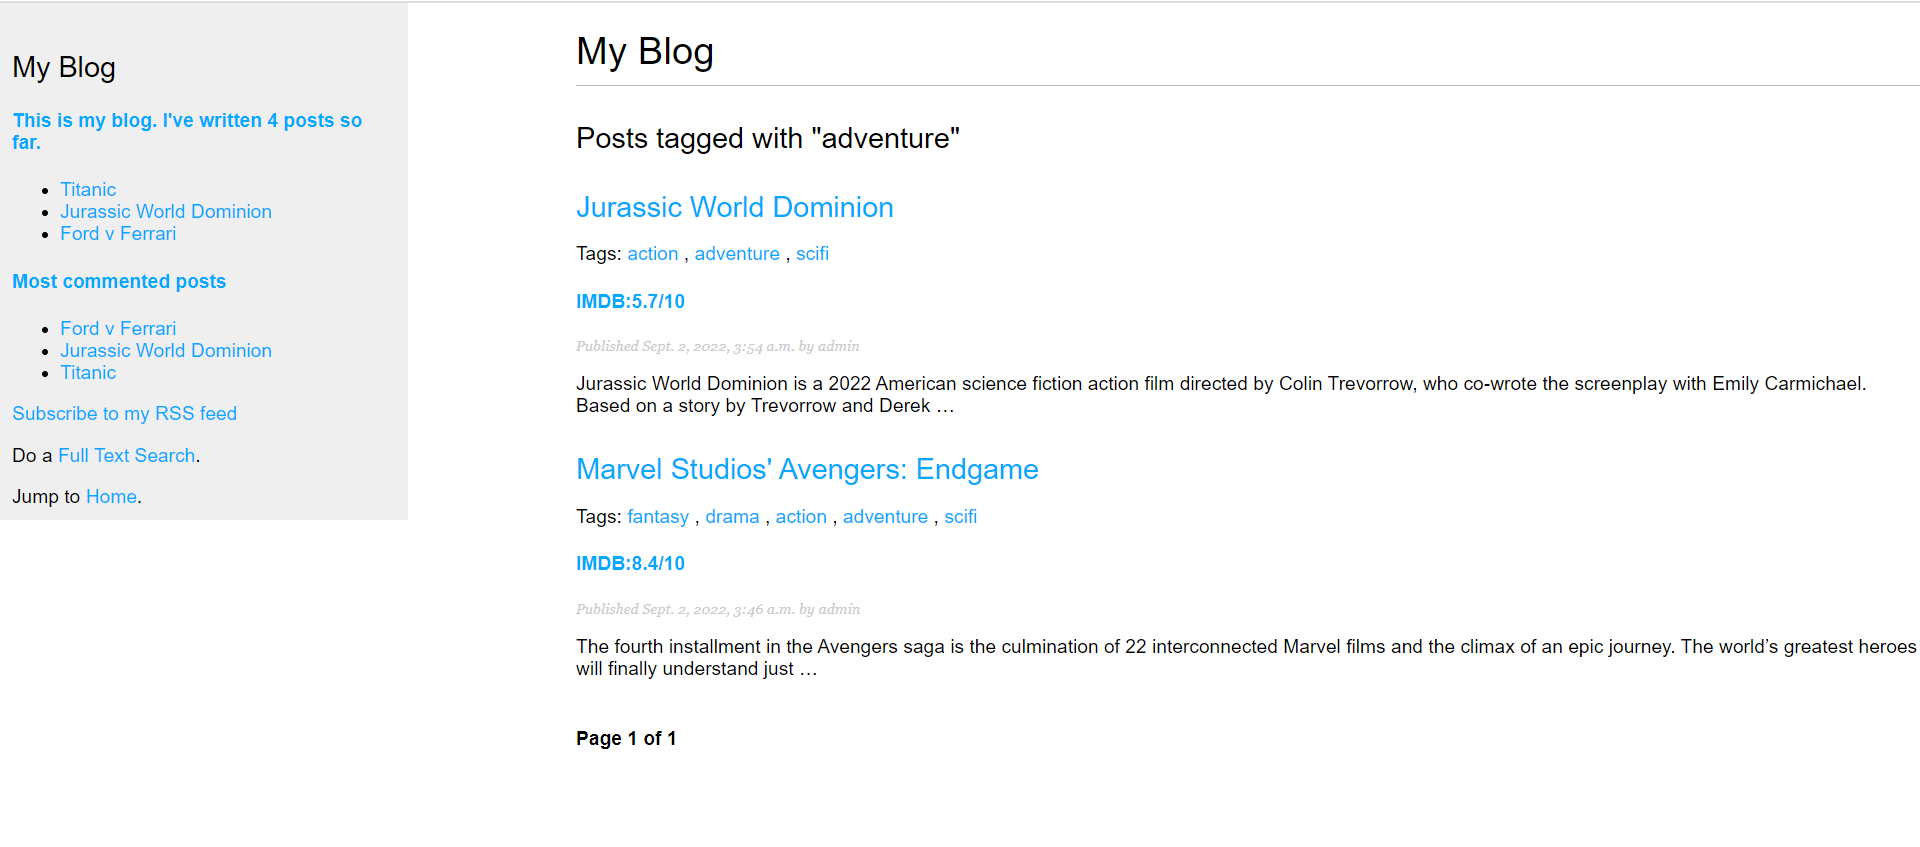 My Blog
This is my blog. I've written 4 posts so
far.
Titanic
Jurassic World Dominion
Ford v Ferrari
Most commented posts
Ford v Ferrari
Jurassic World Dominion
Titanic
Subscribe to my RSS feed
Do a Full Text Search.
Jump to Home.
My Blog
Posts tagged with "adventure"
Jurassic World Dominion
Tags: action , adventure , scifi
IMDB:5.7/10
Published Sept. 2, 2022, 3:54 a.m. by admin
Jurassic World Dominion is a 2022 American science fiction action film directed by Colin Trevorrow, who co-wrote the screenplay with Emily Carmichael.
Based on a story by Trevorrow and Derek …
Marvel Studios' Avengers: Endgame
Tags: fantasy , drama , action , adventure , scifi
IMDB:8.4/10
Published Sept. 2, 2022, 3:46 a.m. by admin
The fourth installment in the Avengers saga is the culmination of 22 interconnected Marvel films and the climax of an epic journey. The world’s greatest heroes
will finally understand just …
Page 1 of 1